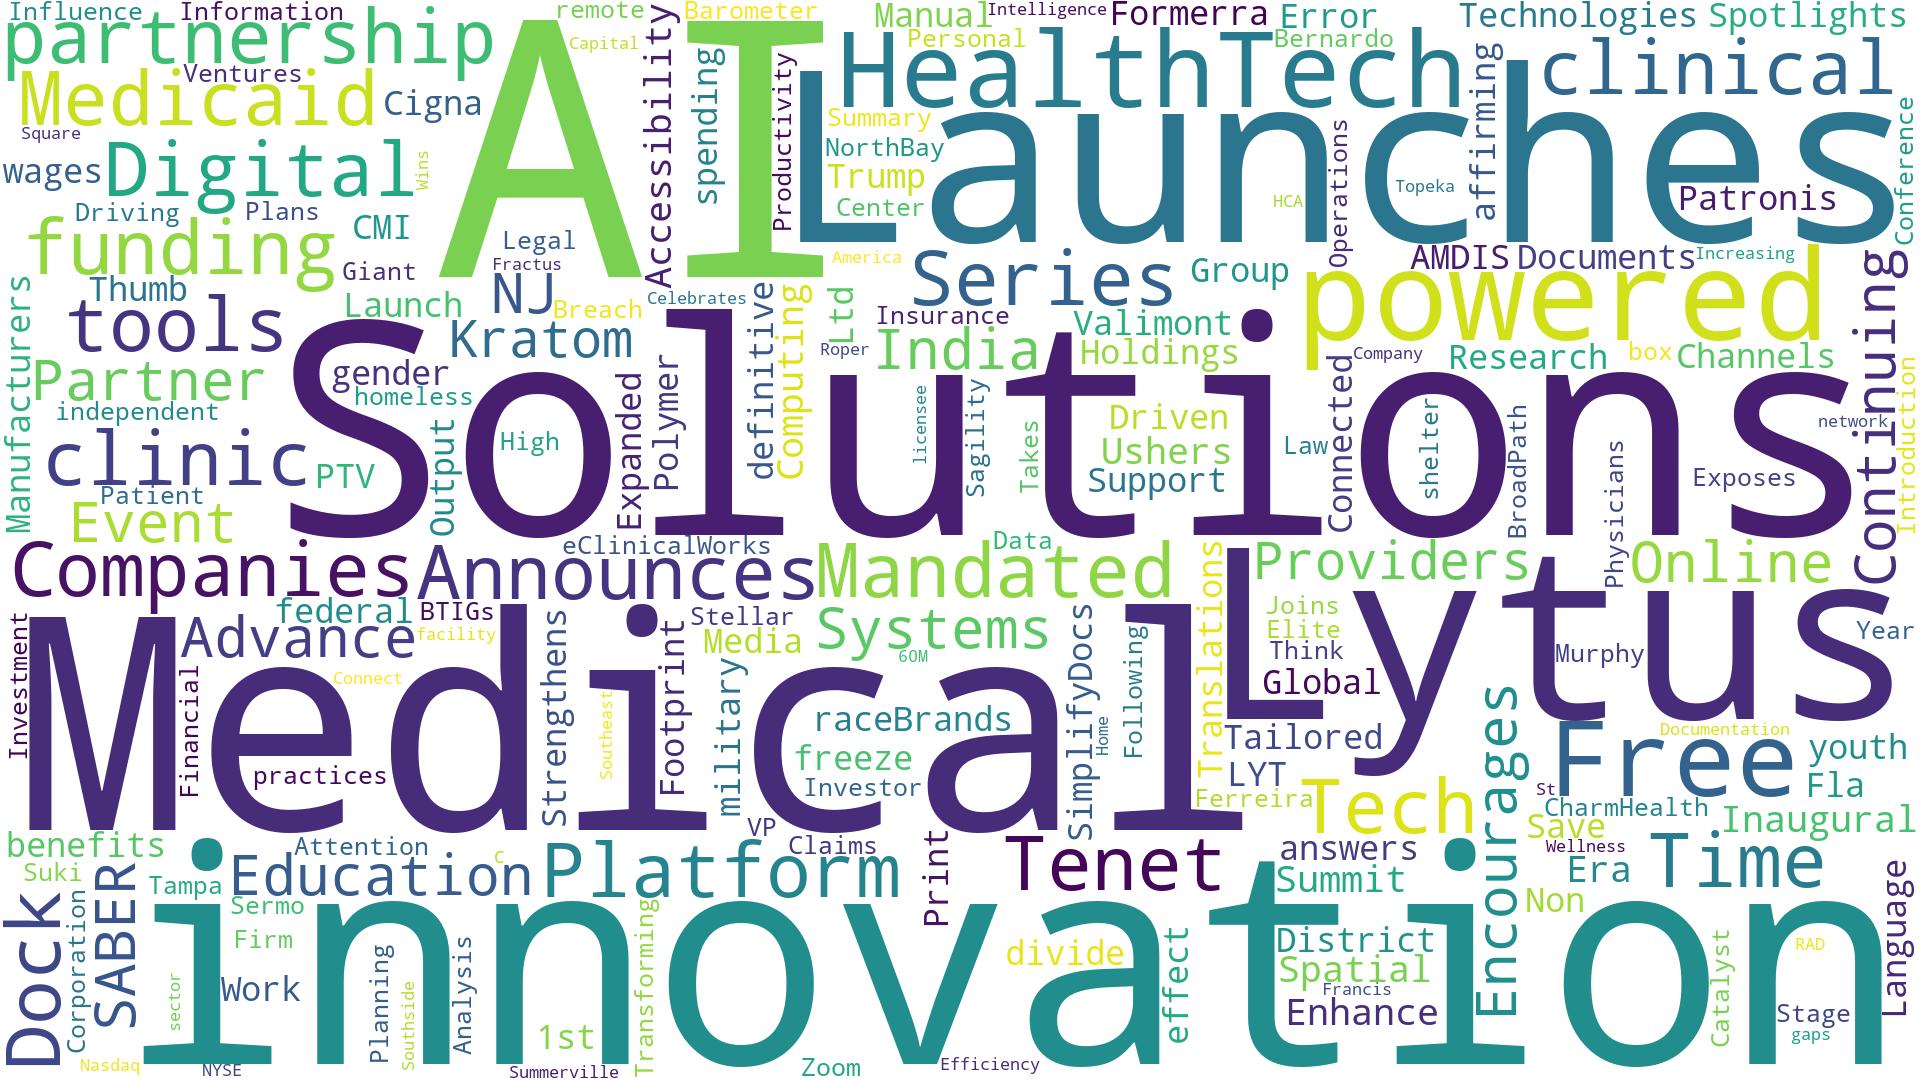 Influence
Information
remote
Barometer
Manual
Intelligence
Formerra
Error
Technologies
Spotlights
partnership
Capital
Personal
Bernardo
AI
Accessibility
spending
Productivity
HealthTech
affirming
clinical
Medicaid
Ventures
Cigna
Launches
Summary
Square
NorthBay
Conference
wages
Digital
Wins
Trump
Operations
Topeka
Patronis
Driving
Plans
CMI
Center
HCA
funding
Legal
Fractus
America
AMDIS
Documents
Increasing
Giant
Series
Group
powered
Continuing
Manufacturers
Thumb
Launch
NJ
Breach
Celebrates
definitive
Computing
Ltd
Insurance
Valimont
tools
Kratom
Roper
India
Holdings
Company
Research
box
Channels
Partner
gender
homeless
Solutions
Polymer
Expanded
Connected
Introduction
independent
licensee
Sagility
Takes
Driven
shelter
network
clinic
PTV
Output
High
Ushers
Law
BroadPath
Physicians
Exposes
Patient
Support
Event
eClinicalWorks
Data
Companies
Announces
Mandated
Translations
Providers
Online
federal
BTIGs
Stellar
Joins
Lytus
Investment
Medical
Advance
facility
Strengthens
Footprint
Media
Systems
60M
SimplifyDocs
Following
Elite
Think
Murphy
Year
Financial
Connect
Southeast
military
Global
raceBrands
Home
Tailored
Free
Documentation
youth
practices
freeze
Investor
LYT
Encourages
Fla
Ferreira
Tech
St
CharmHealth
VP
Claims
Save
Inaugural
benefits
Attention
C
Print
Tenet
answers
Wellness
Suki
Tampa
Education
Platform
Summit
Era
Time
Language
Dock
Corporation
SABER
Sermo
Transforming
Non
innovation
Firm
divide
effect
District
Catalyst
RAD
sector
Work
Planning
Southside
Analysis
Spatial
Francis
Enhance
Stage
1st
gaps
Nasdaq
NYSE
Summerville
Zoom
Efficiency